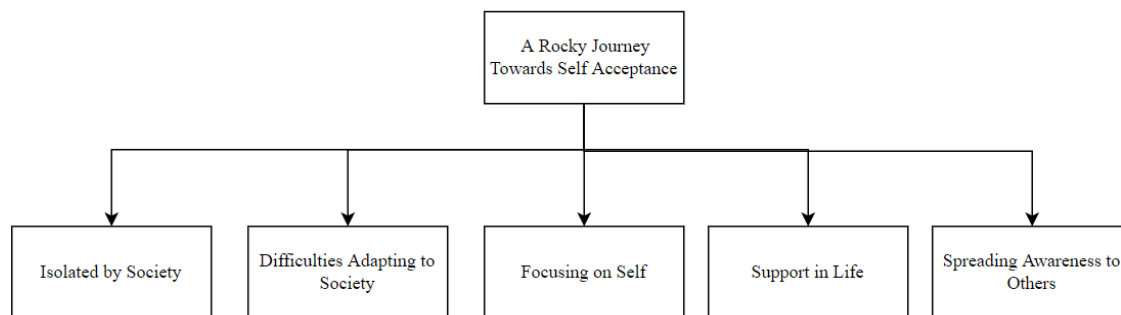 A Rocky Journey
Towards Self Acceptance
Isolated by Society
Difficulties Adapting to
Society
Focusing on Self
Support in Life
Spreading Awareness to
Others